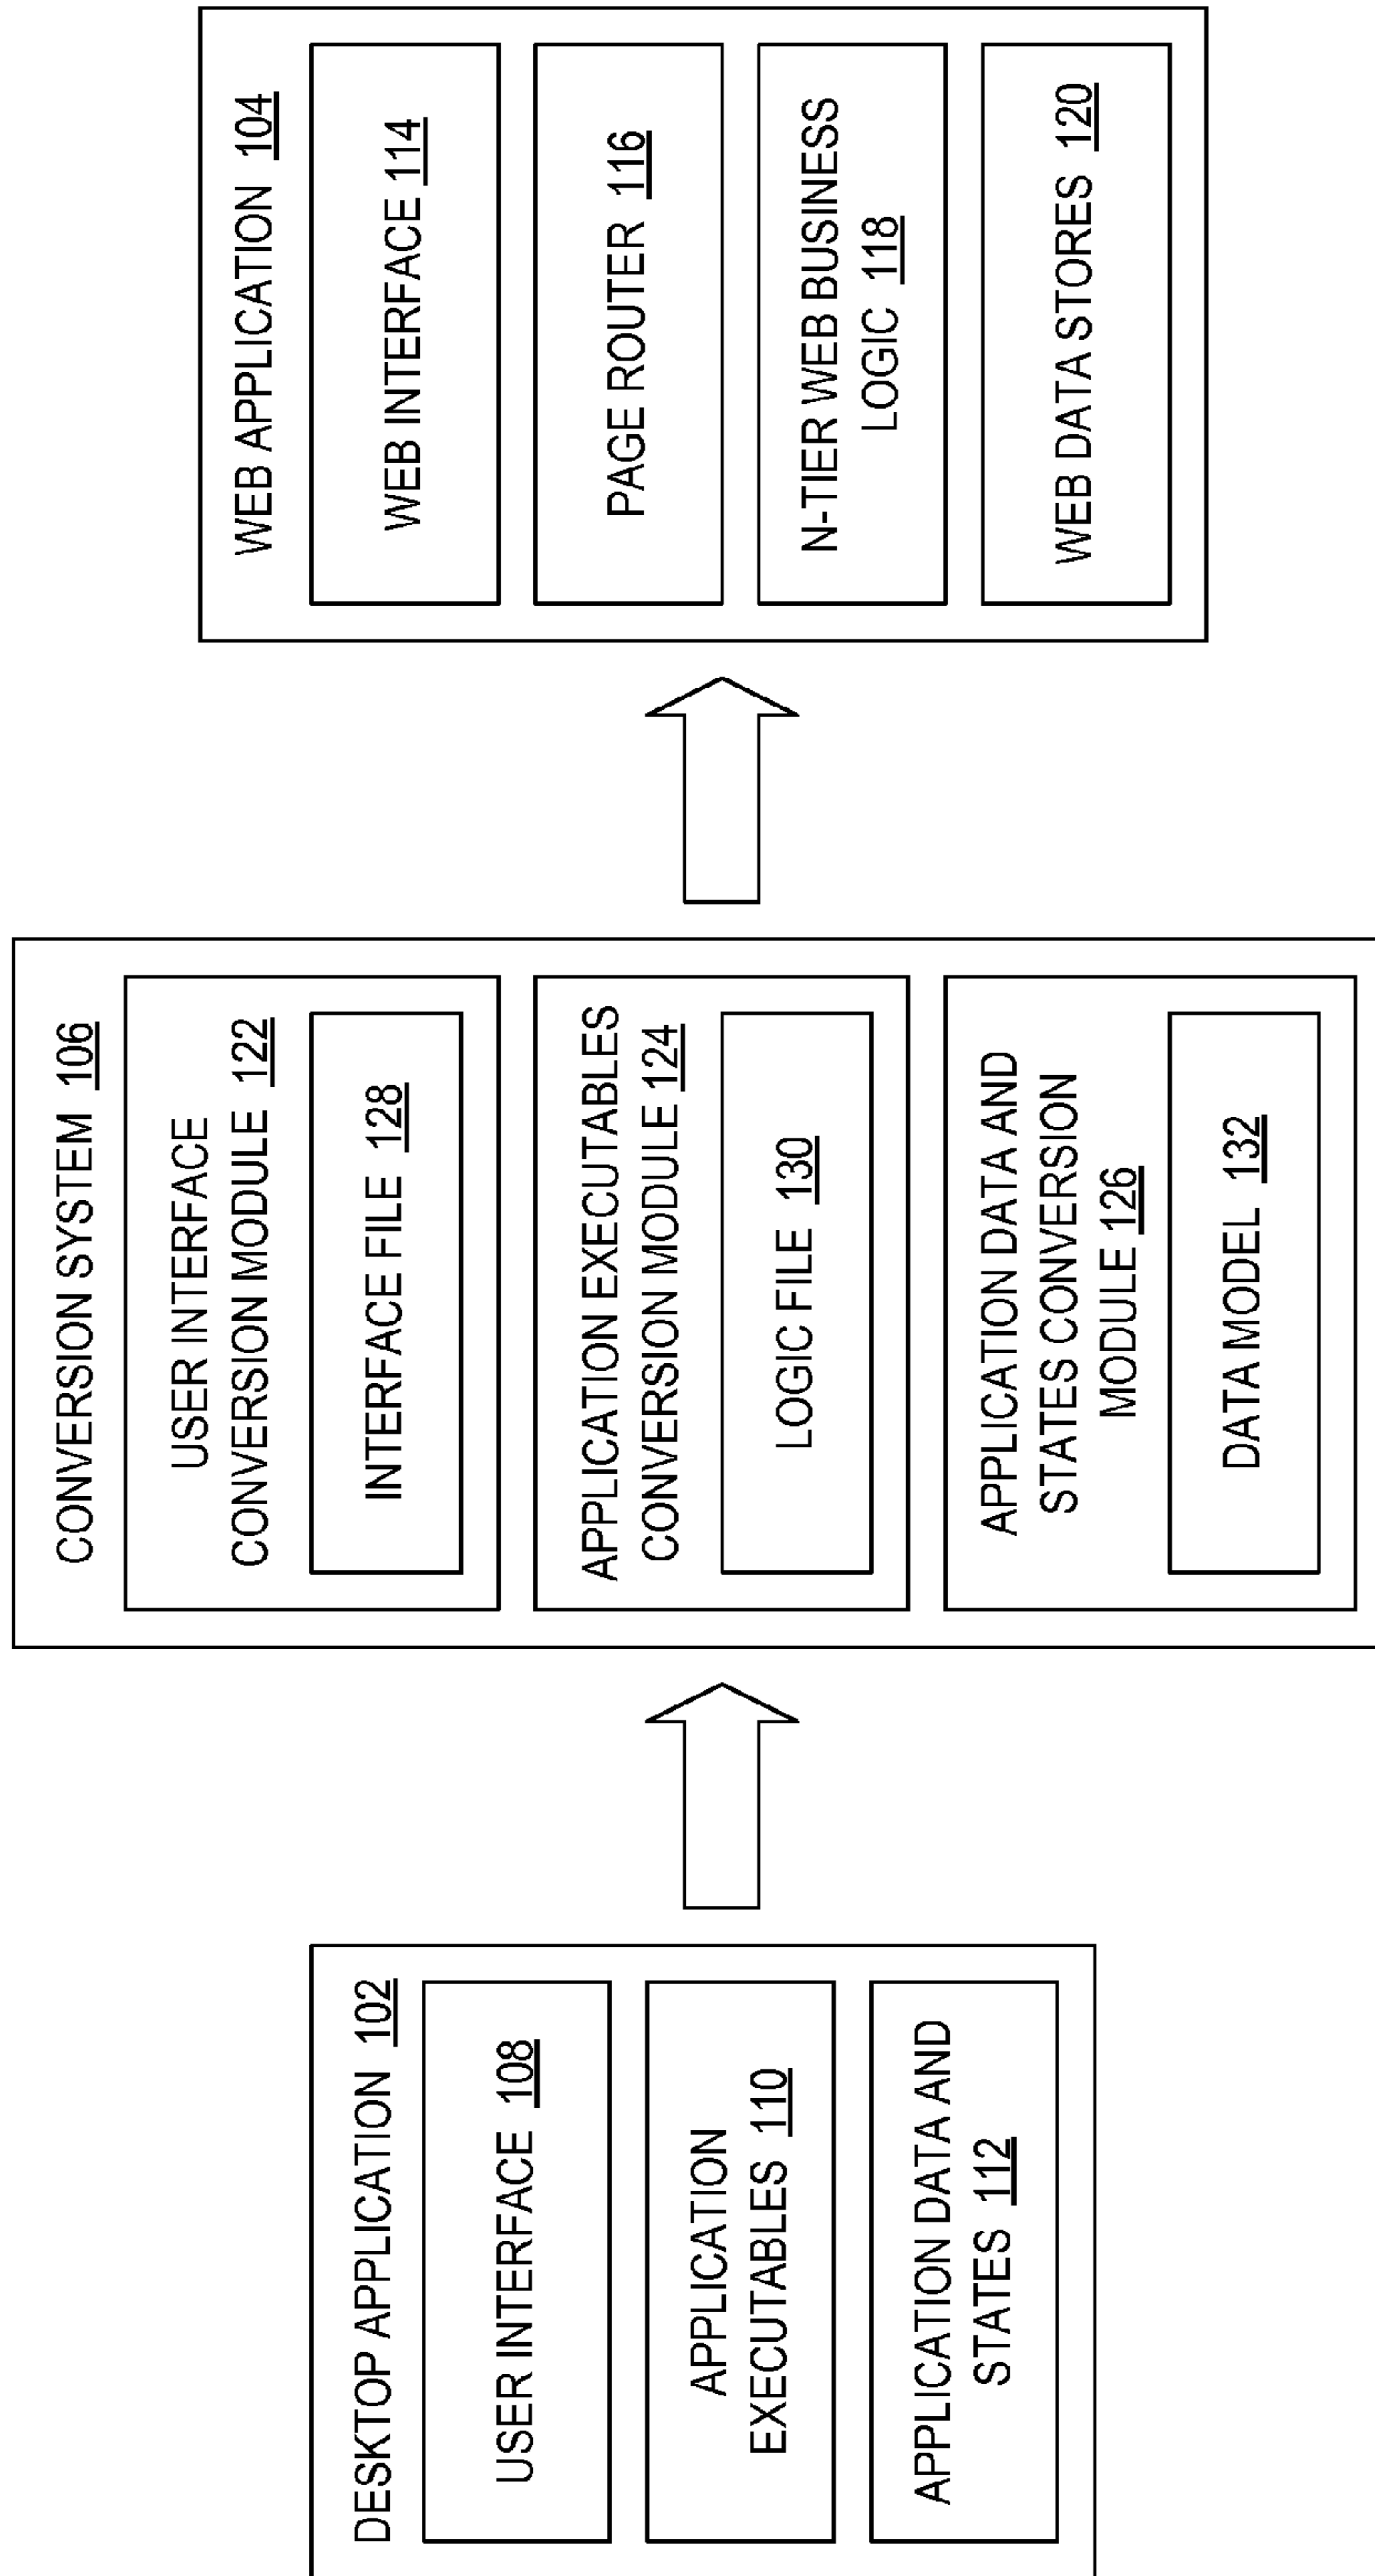 DESKTOP APPLICATION 102
USER INTERFACE 108
APPLICATION
EXECUTABLES 110
APPLICATION DATA AND
STATES 112
CONVERSION SYSTEM 106
USER INTERFACE
CONVERSION MODULE 122
INTERFACE FILE 128
APPLICATION EXECUTABLES
CONVERSION MODULE 124
LOGIC FILE 130
APPLICATION DATA AND
STATES CONVERSION
MODULE 126
DATA MODEL 132
WEB APPLICATION 104
WEB INTERFACE 114
PAGE ROUTER 116
N-TIER WEB BUSINESS
LOGIC 118
WEB DATA STORES 120